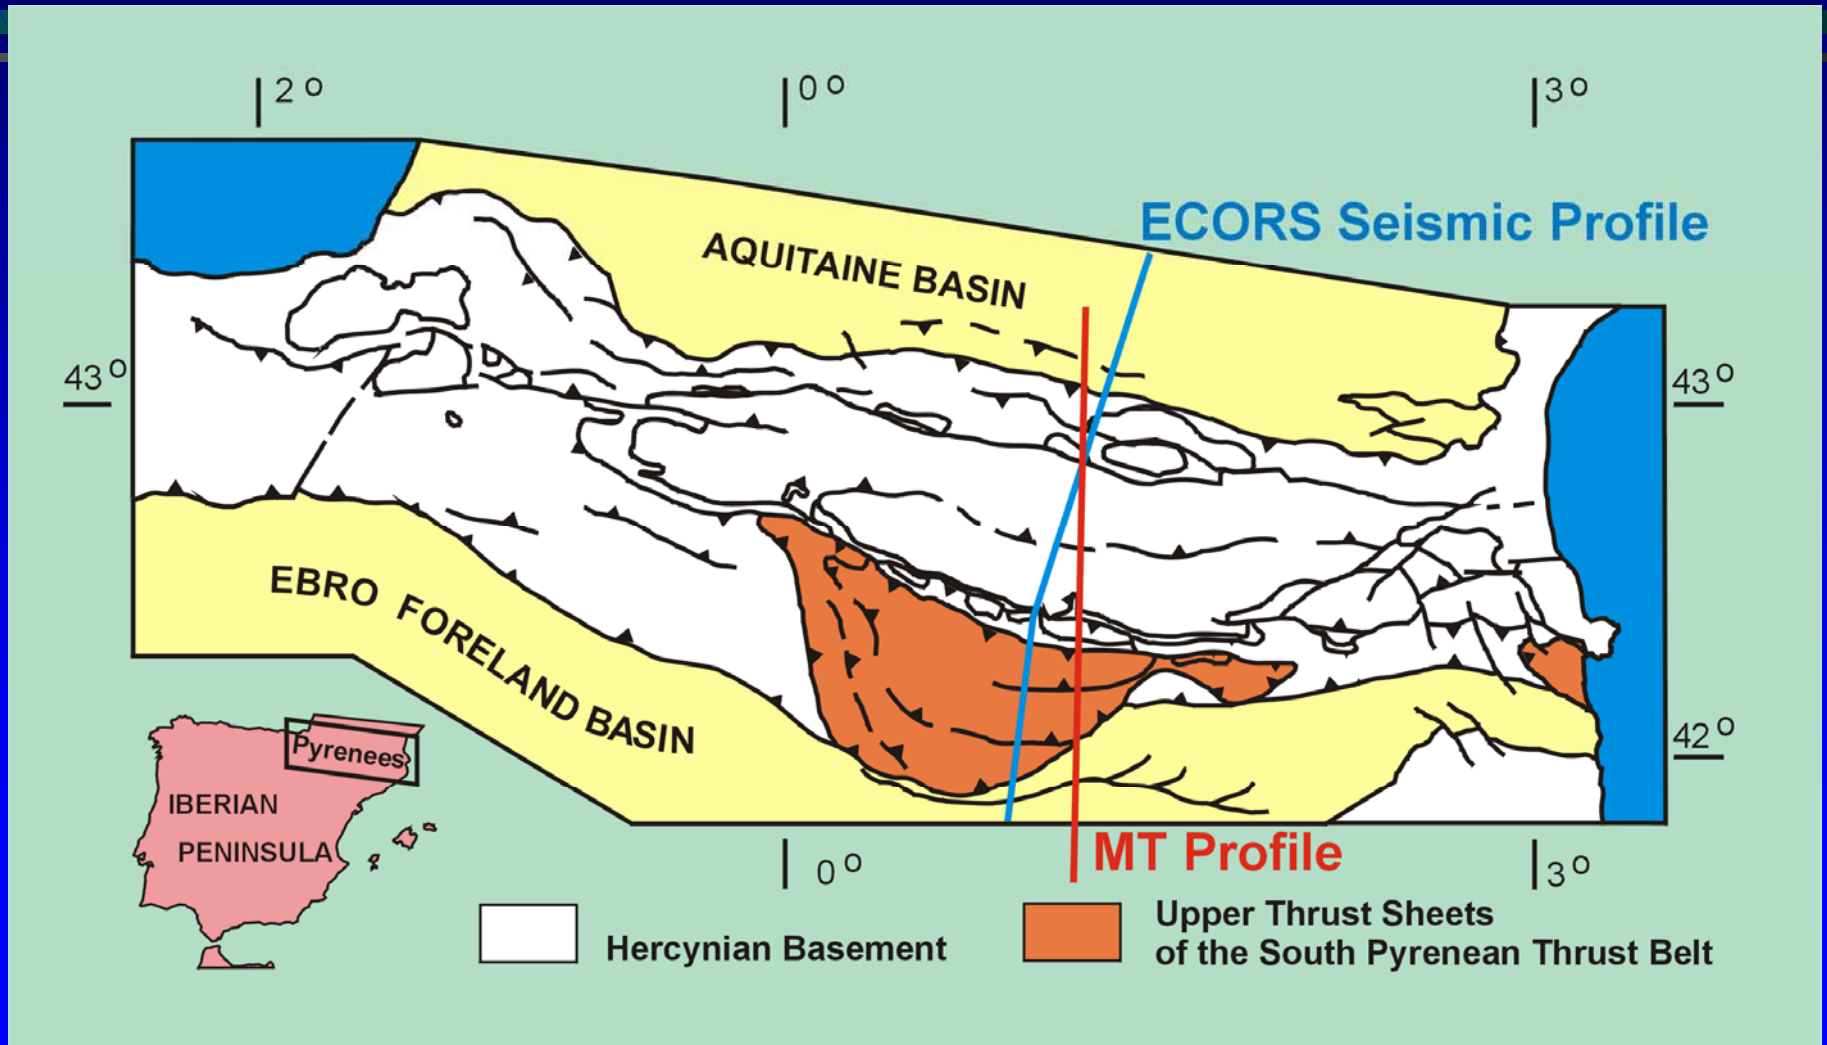 2°
0°
3°
ECORS Seismic Profile
AQUITAINE BASIN
43°
43°
EBRO FORELAND BASIN
42°
Pyrenees
IBERIAN
PENINSULA
MT Profile
0°
3°
Hercynian Basement
Upper Thrust Sheets
of the South Pyrenean Thrust Belt